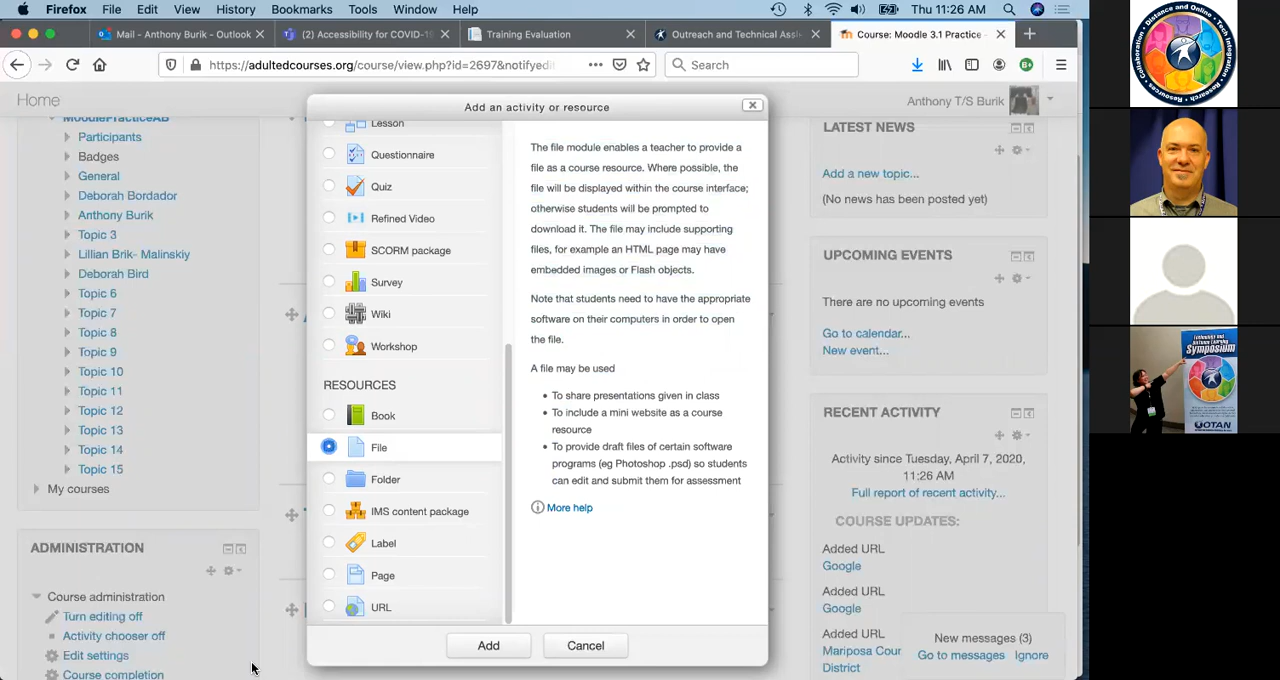 Firefox File Edit View History Bookmarks Tools Window Help Thu 11:26 AM
Mail - Anthony Burik - Outlook
(2) Accessibility for COVID-19
Training Evaluation
Outreach and Technical Assi
Course: Moodle 3.1 Practice -
https://adultedcourses.org/course/view.php?id=2697&notifyedi
Search
Home
Anthony T/S Burik
MoodlePracticeAB
Participants
Badges
General
Deborah Bordador
Anthony Burik
Topic 3
Lillian Brik- Malinskiy
Deborah Bird
Topic 6
Topic 7
Topic 8
Topic 9
Topic 10
Topic 11
Topic 12
Topic 13
Topic 14
Topic 15
My courses
ADMINISTRATION
Course administration
Turn editing off
Activity chooser off
Edit settings
Course completion
Add an activity or resource
Lesson
Questionnaire
Quiz
Refined Video
SCORM package
Survey
Wiki
Workshop
RESOURCES
Book
File
Folder
IMS content package
Label
Page
URL
The file module enables a teacher to provide a
file as a course resource. Where possible, the
file will be displayed within the course interface;
otherwise students will be prompted to
download it. The file may include supporting
files, for example an HTML page may have
embedded images or Flash objects.
Note that students need to have the appropriate
software on their computers in order to open
the file.
A file may be used
• To share presentations given in class
• To include a mini website as a course
resource
• To provide draft files of certain software
programs (eg Photoshop .psd) so students
can edit and submit them for assessment
More help
Add
Cancel
LATEST NEWS
Add a new topic...
(No news has been posted yet)
UPCOMING EVENTS
There are no upcoming events
Go to calendar...
New event...
RECENT ACTIVITY
Activity since Tuesday, April 7, 2020,
11:26 AM
Full report of recent activity...
COURSE UPDATES:
Added URL
Google
Added URL
Google
Added URL
Mariposa Coun
District
New messages (3)
Go to messages Ignore
Distance and Online
Tech Integration
Research
Resources
Collaboration
Symposium
OTAN